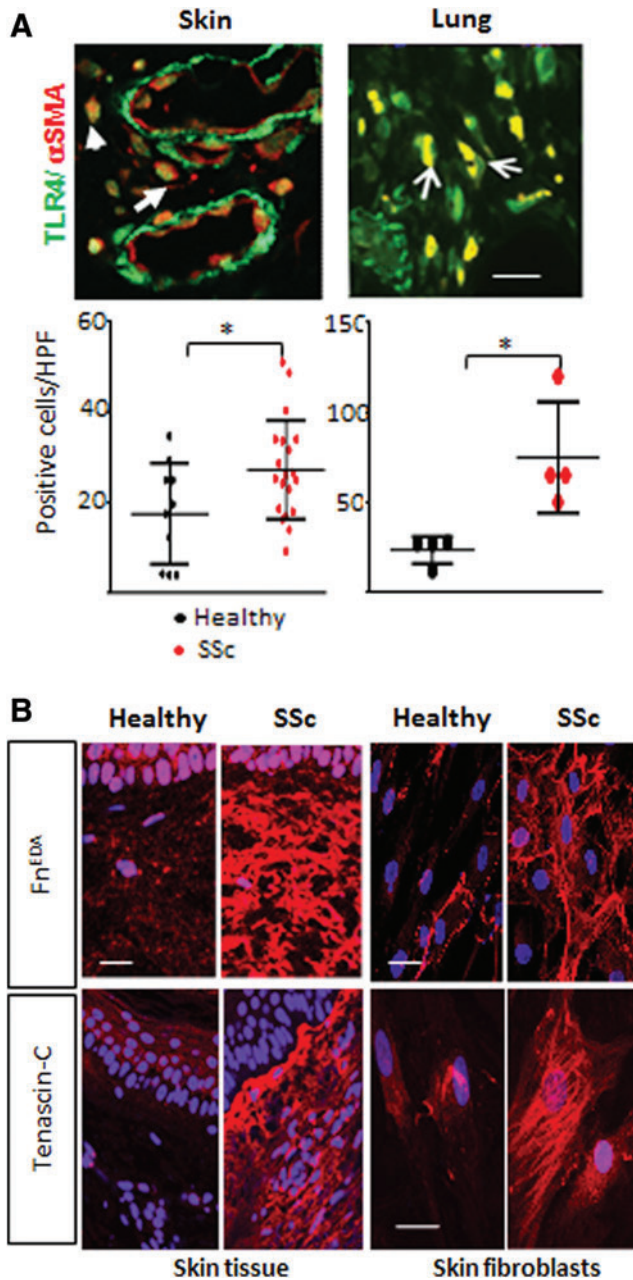 A
Skin Lung
TLR4/ αSMA
Positive cells/HPF
60
40
20
*
150
100
50
*
Healthy
SSc
B
Healthy SSc Healthy SSc
Fn^EDA
Tenascin-C
Skin tissue Skin fibroblasts